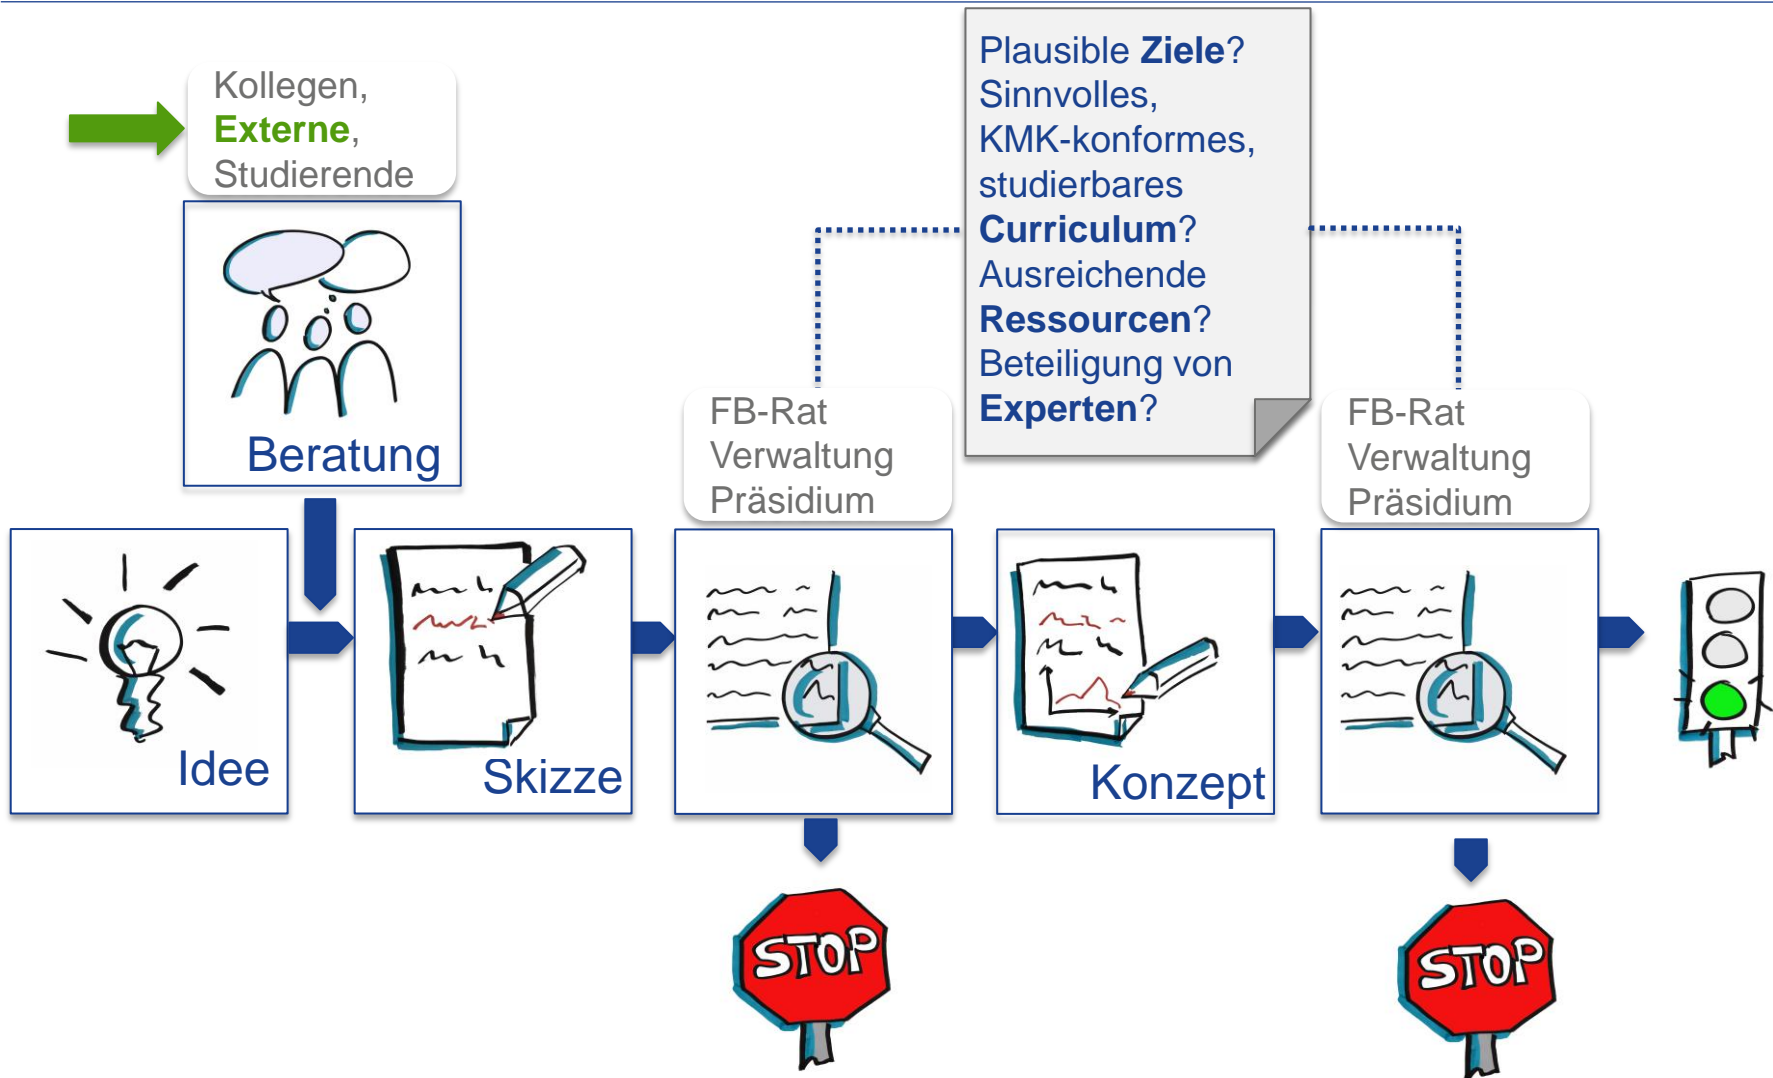 Kollegen,
Externe,
Studierende
Beratung
Plausible Ziele?
Sinnvolles,
KMK-konformes,
studierbares
Curriculum?
Ausreichende
Ressourcen?
Beteiligung von
Experten?
FB-Rat
Verwaltung
Präsidium
FB-Rat
Verwaltung
Präsidium
Idee
Skizze
Konzept
STOP
STOP